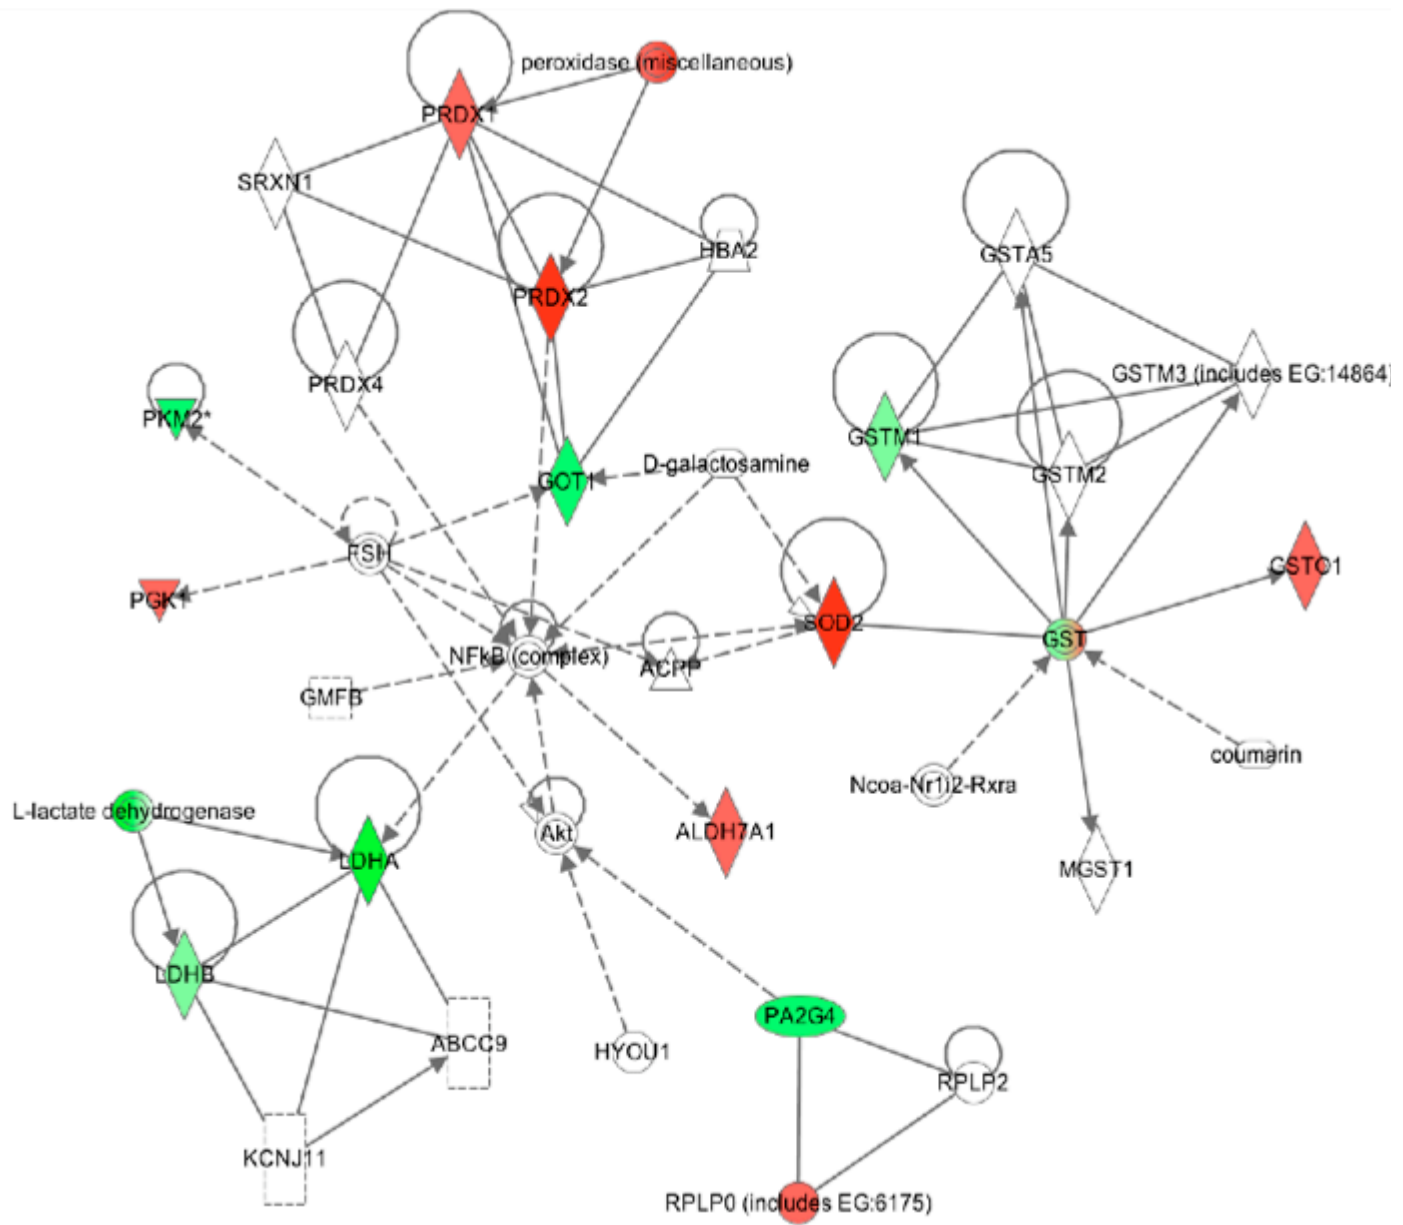 peroxidase (miscellaneous)
PRDX1
SRXN1
HBA2
GSTA5
PRDX2
PRDX4
GSTM3 (includes EG:14864)
PKM2*
GSTM1
D-galactosamine
GSTM2
GOT1
FSH
GSTO1
PGK1
SOD2
GST
NFkB (complex)
ACPP
GMFB
coumarin
Ncoa-Nr1i2-Rxra
L-lactate dehydrogenase
Akt
ALDH7A1
LDHA
MGST1
LDHB
PA2G4
ABCC9
HYOU1
RPLP2
KCNJ11
RPLP0 (includes EG:6175)